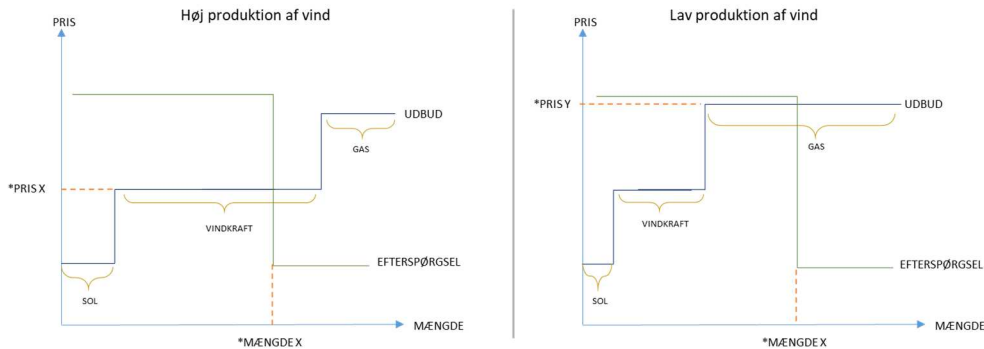 Høj produktion af vind
PRIS
UDBUD
GAS
*PRIS X
VINDKRAFT
EFTERSPØRGSEL
SOL
MÆNGDE
*MÆNGDE X
Lav produktion af vind
PRIS
*PRIS Y
UDBUD
GAS
VINDKRAFT
EFTERSPØRGSEL
SOL
MÆNGDE
*MÆNGDE X